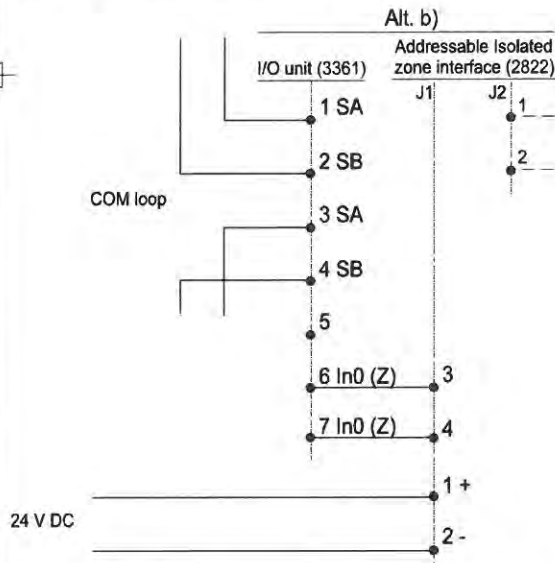 Alt. b)
I/O unit (3361)
Addressable Isolated
zone interface (2822)
J1
J2
1 SA
1
2 SB
2
COM loop
3 SA
4 SB
5
6 In0 (Z)
3
7 In0 (Z)
4
1 +
24 V DC
2 -